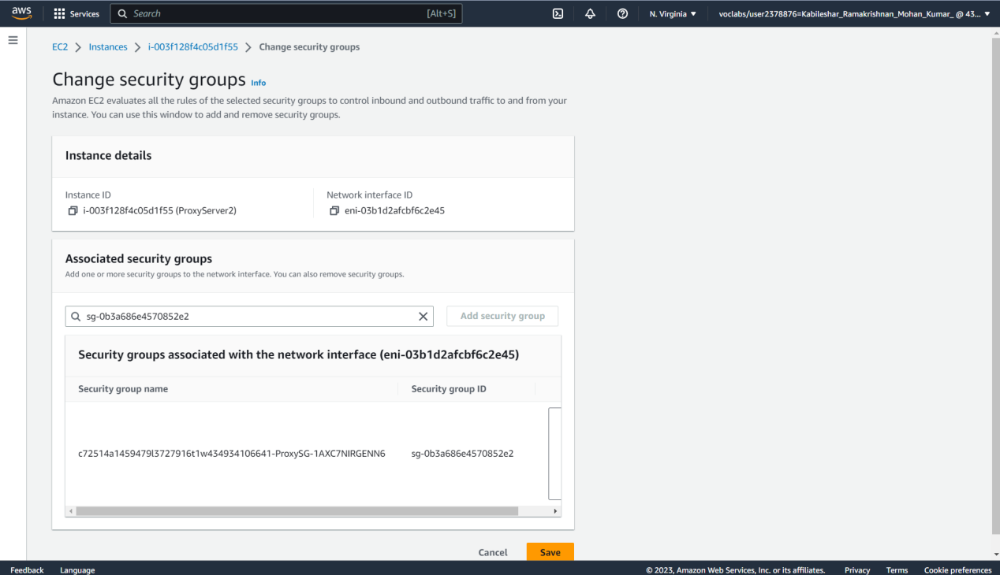 aws
Services
Search
[Alt+S]
N. Virginia
voclabs/user2378876=Kabileshar_Ramakrishnan_Mohan_Kumar_ @ 43...
EC2 > Instances > i-003f128f4c05d1f55 > Change security groups
Change security groups Info
Amazon EC2 evaluates all the rules of the selected security groups to control inbound and outbound traffic to and from your
instance. You can use this window to add and remove security groups.
Instance details
Instance ID
i-003f128f4c05d1f55 (ProxyServer2)
Network interface ID
eni-03b1d2afcbf6c2e45
Associated security groups
Add one or more security groups to the network interface. You can also remove security groups.
sg-0b3a686e4570852e2
Add security group
Security groups associated with the network interface (eni-03b1d2afcbf6c2e45)
Security group name
Security group ID
c72514a1459479l3727916t1w434934106641-ProxySG-1AXC7NIRGENN6
sg-0b3a686e4570852e2
Cancel
Save
Feedback
Language
© 2023, Amazon Web Services, Inc. or its affiliates.
Privacy
Terms
Cookie preferences